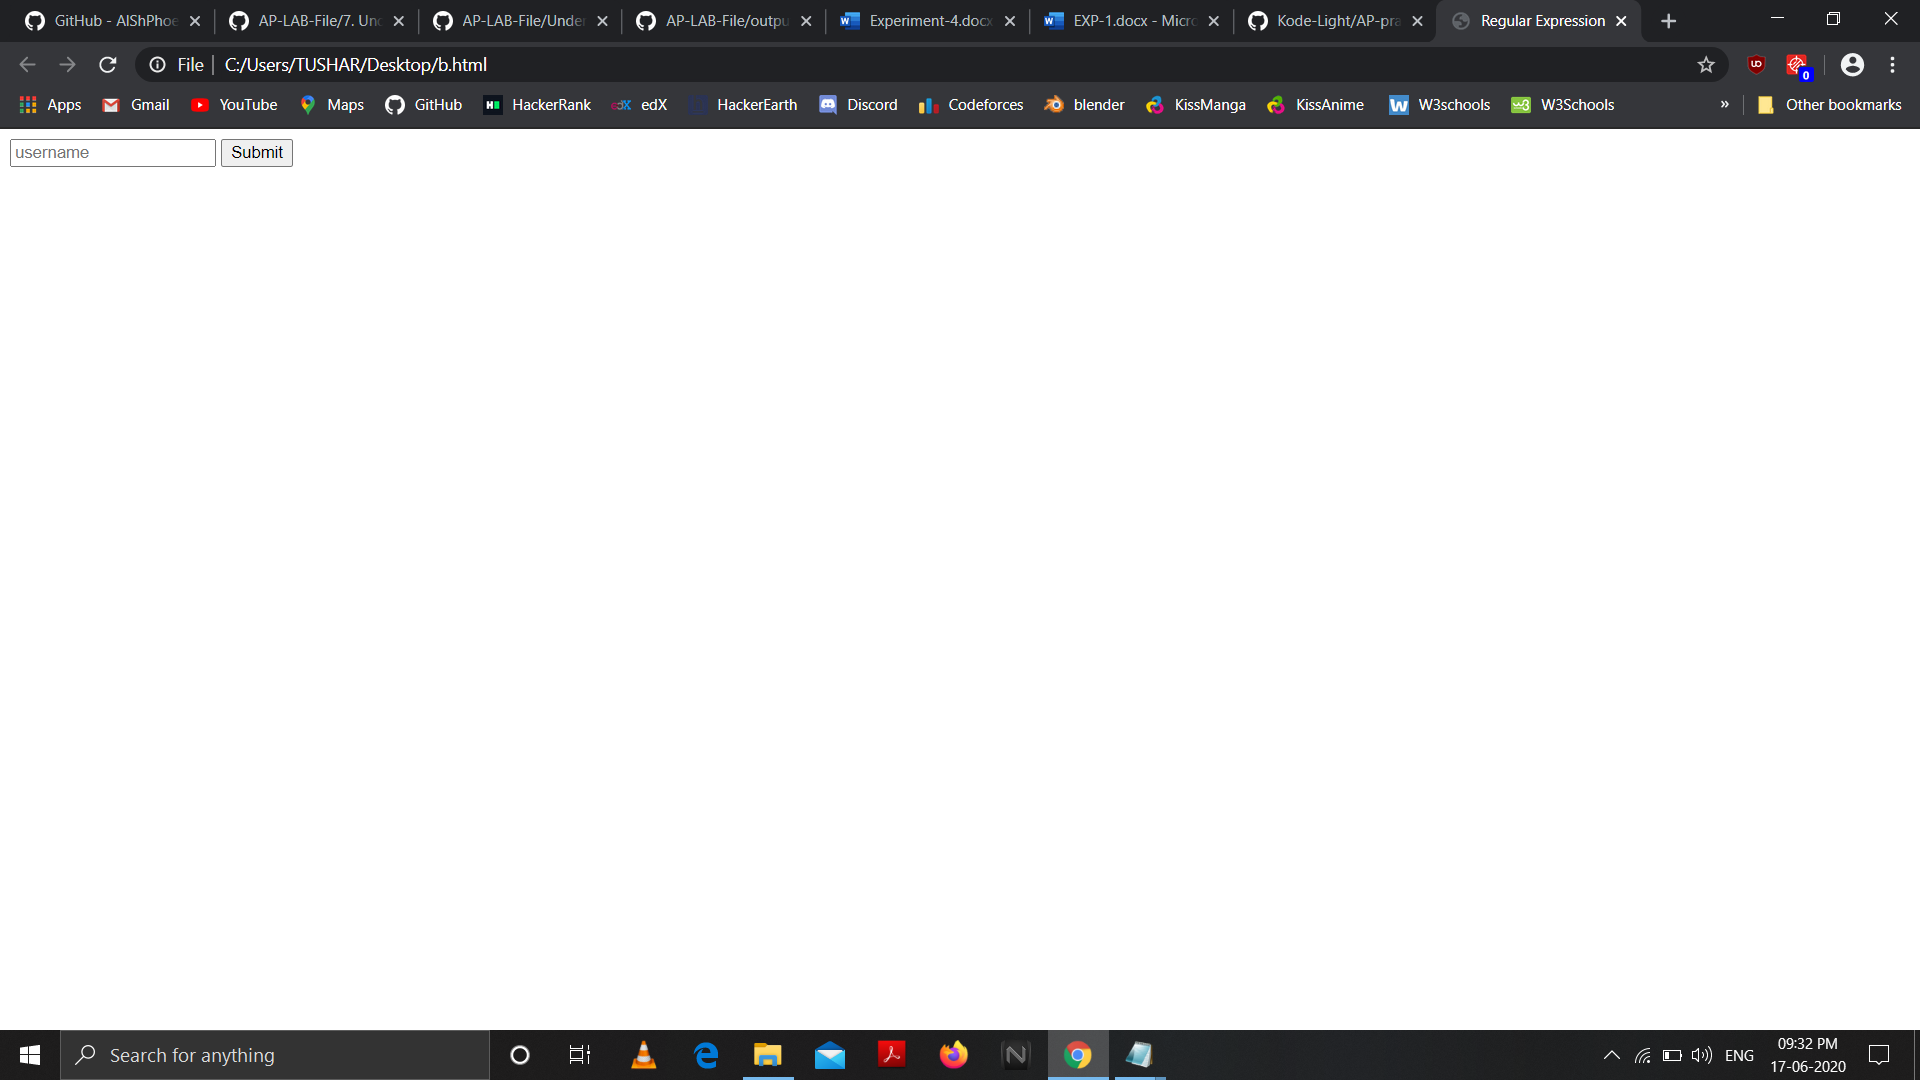 GitHub - AlShPhoe AP-LAB-File/7. Und AP-LAB-File/Under AP-LAB-File/outpu Experiment-4.docx EXP-1.docx - Micro Kode-Light/AP-pra Regular Expression
File C:/Users/TUSHAR/Desktop/b.html UD 0
Apps Gmail YouTube Maps GitHub HackerRank edX HackerEarth Discord Codeforces blender KissManga KissAnime W3schools W3Schools » Other bookmarks
username Submit
Search for anything ENG 09:32 PM
17-06-2020